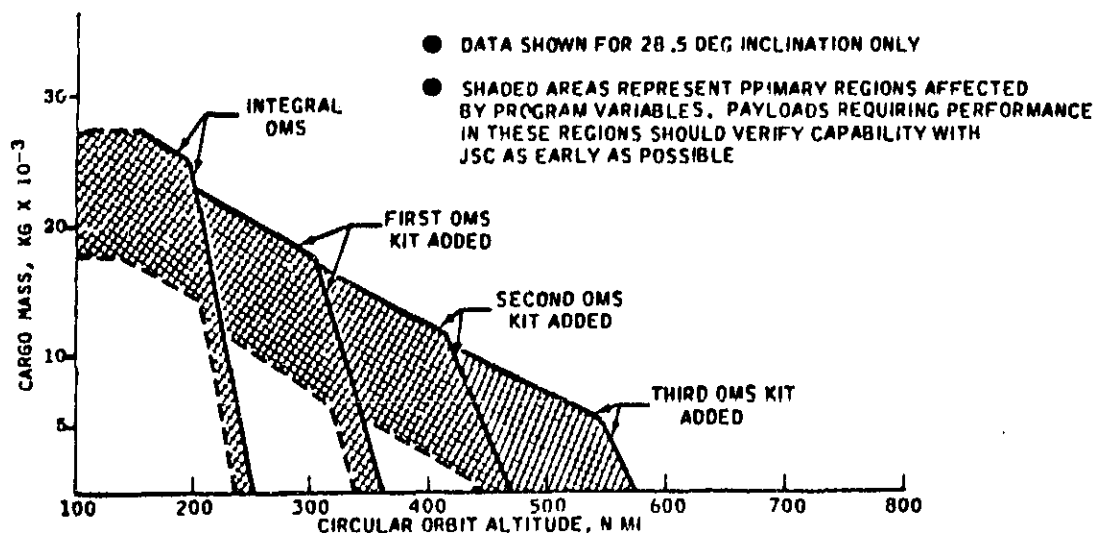 DATA SHOWN FOR 28.5 DEG INCLINATION ONLY
SHADED AREAS REPRESENT PPIMARY REGIONS AFFECTED
BY PROGRAM VARIABLES. PAYLOADS REQUIRING PERFORMANCE
IN THESE REGIONS SHOULD VERIFY CAPABILITY WITH
JSC AS EARLY AS POSSIBLE
INTEGRAL
OMS
FIRST OMS
KIT ADDED
SECOND OMS
KIT ADDED
THIRD OMS KIT
ADDED
CARGO MASS, KG X 10-3
30
20
10
5
100 200 300 400 500 600 700 800
CIRCULAR ORBIT ALTITUDE, N MI